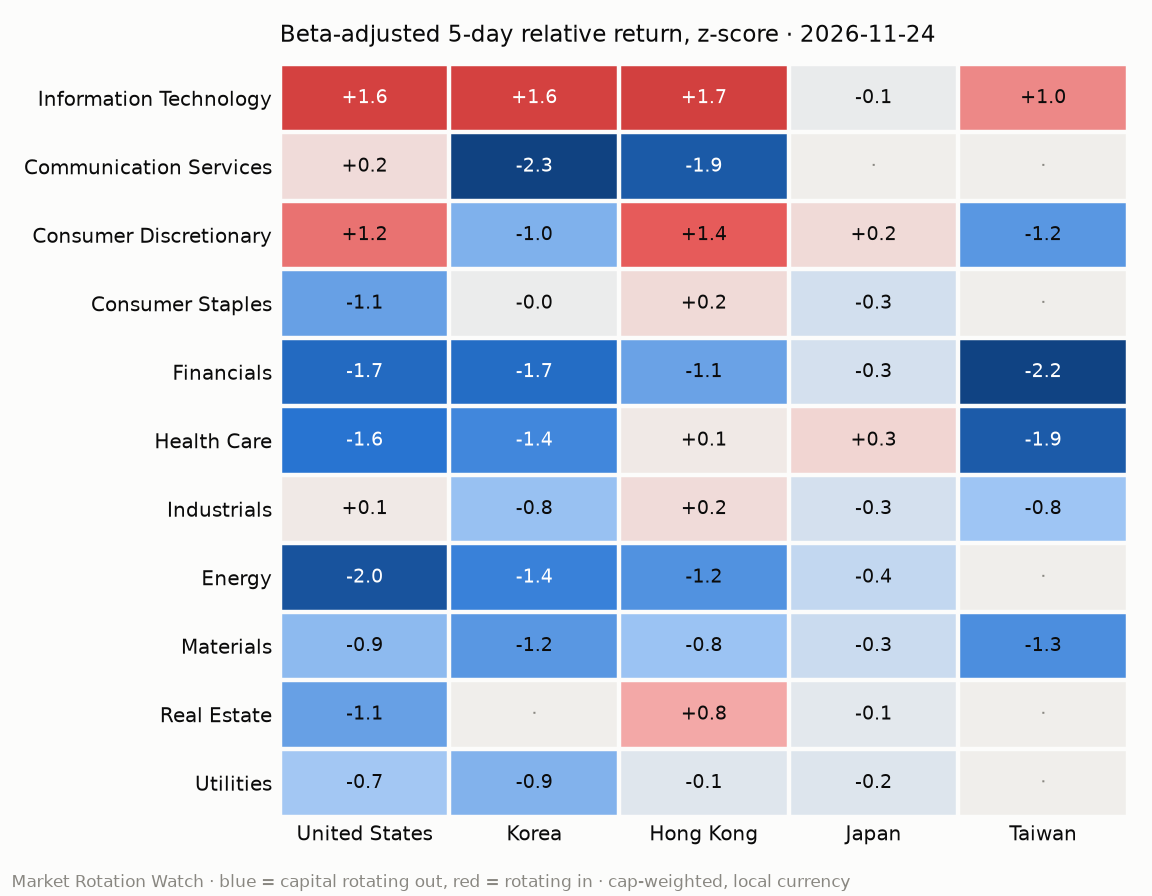 Beta-adjusted 5-day relative return, z-score · 2026-11-24
Information Technology +1.6 +1.6 +1.7 -0.1 +1.0
Communication Services +0.2 -2.3 -1.9 · ·
Consumer Discretionary +1.2 -1.0 +1.4 +0.2 -1.2
Consumer Staples -1.1 -0.0 +0.2 -0.3 ·
Financials -1.7 -1.7 -1.1 -0.3 -2.2
Health Care -1.6 -1.4 +0.1 +0.3 -1.9
Industrials +0.1 -0.8 +0.2 -0.3 -0.8
Energy -2.0 -1.4 -1.2 -0.4 ·
Materials -0.9 -1.2 -0.8 -0.3 -1.3
Real Estate -1.1 · +0.8 -0.1 ·
Utilities -0.7 -0.9 -0.1 -0.2 ·
United States Korea Hong Kong Japan Taiwan
Market Rotation Watch · blue = capital rotating out, red = rotating in · cap-weighted, local currency